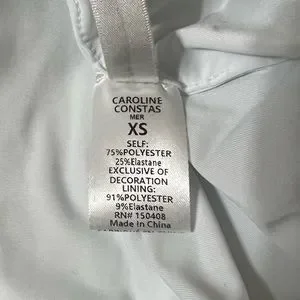 CAROLINE
CONSTAS
MER
XS
SELF:
75%POLYESTER
25%Elastane
EXCLUSIVE OF
DECORATION
LINING:
91%POLYESTER
9%Elastane
RN# 150408
Made In China